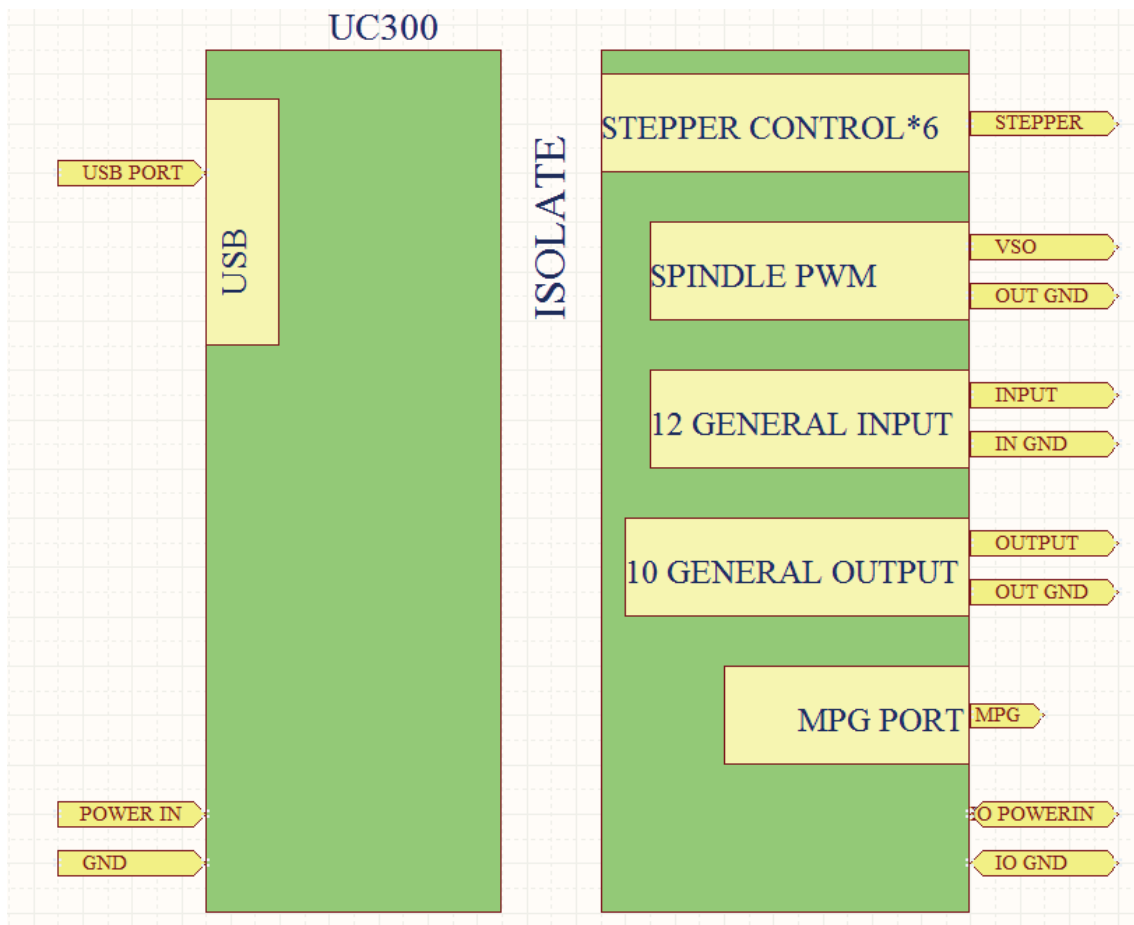 UC300
USB PORT
USB
POWER IN
GND
ISOLATE
STEPPER CONTROL*6
STEPPER
SPINDLE PWM
VSO
OUT GND
12 GENERAL INPUT
INPUT
IN GND
10 GENERAL OUTPUT
OUTPUT
OUT GND
MPG PORT
MPG
IO POWERIN
IO GND